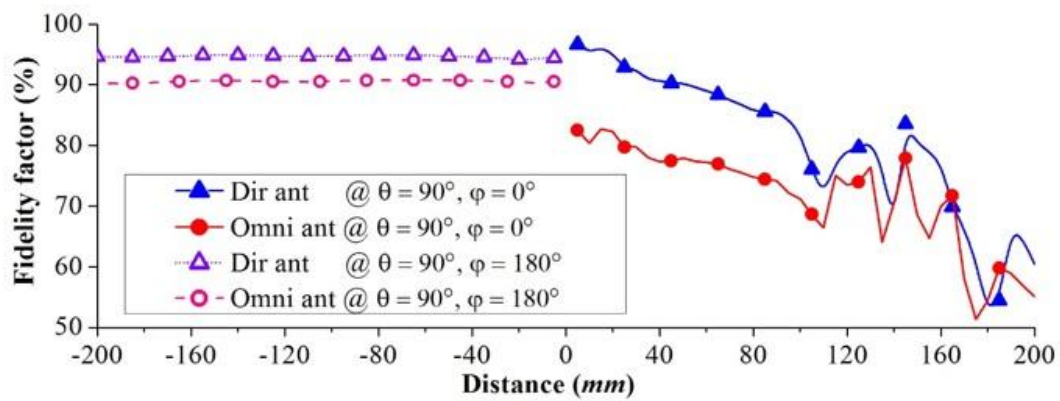 Fidelity factor (%)
100
90
80
70
60
50
Dir ant @ θ = 90°, φ = 0°
Omni ant @ θ = 90°, φ = 0°
Dir ant @ θ = 90°, φ = 180°
Omni ant @ θ = 90°, φ = 180°
-200 -160 -120 -80 -40 0 40 80 120 160 200
Distance (mm)